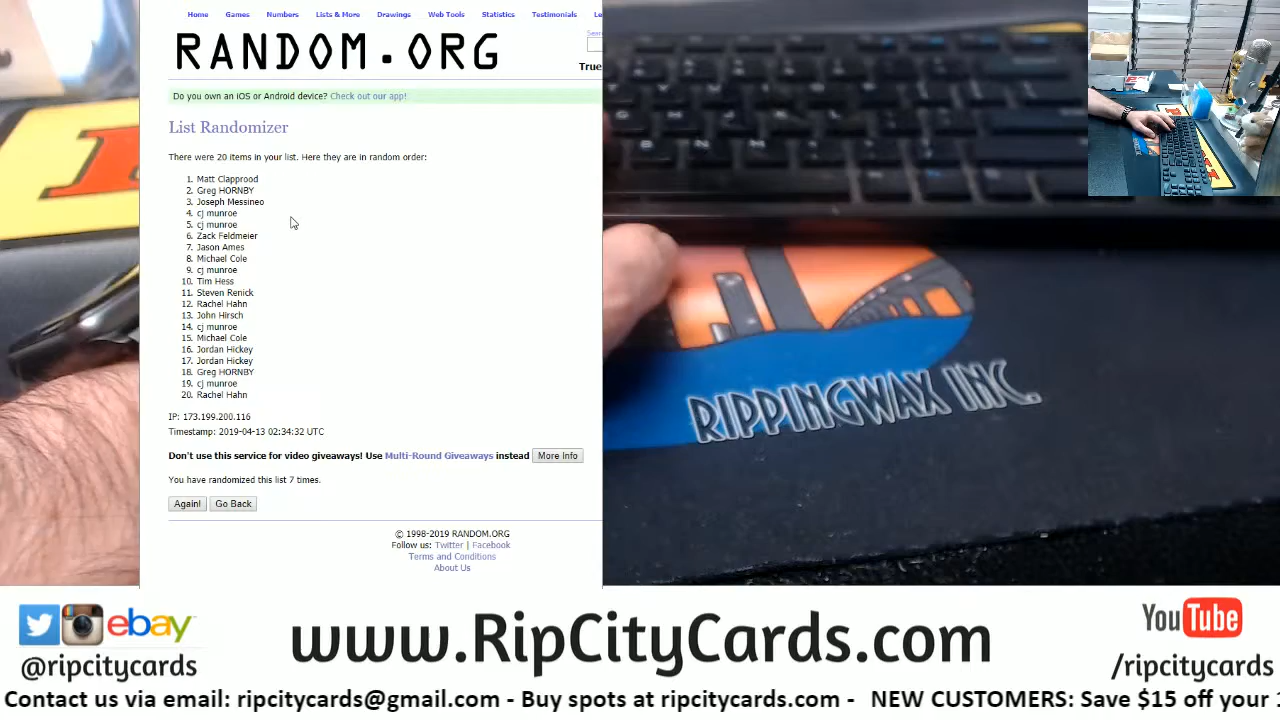 Home Games Numbers Lists & More Drawings Web Tools Statistics Testimonials
RANDOM.ORG
True
Do you own an iOS or Android device? Check out our app!
List Randomizer
There were 20 items in your list. Here they are in random order:
1. Matt Clapprood
2. Greg HORNBY
3. Joseph Messineo
4. cj munroe
5. cj munroe
6. Zack Feldmeier
7. Jason Ames
8. Michael Cole
9. cj munroe
10. Tim Hess
11. Steven Renick
12. Rachel Hahn
13. John Hirsch
14. cj munroe
15. Michael Cole
16. Jordan Hickey
17. Jordan Hickey
18. Greg HORNBY
19. cj munroe
20. Rachel Hahn
IP: 173.199.200.116
Timestamp: 2019-04-13 02:34:32 UTC
Don't use this service for video giveaways! Use Multi-Round Giveaways instead More Info
You have randomized this list 7 times.
Again! Go Back
© 1998-2019 RANDOM.ORG
Follow us: Twitter | Facebook
Terms and Conditions
About Us
RIPPINGWAX INC.
ebay
@ripcitycards
www.RipCityCards.com
YouTube
/ripcitycards
Contact us via email: ripcitycards@gmail.com - Buy spots at ripcitycards.com - NEW CUSTOMERS: Save $15 off your